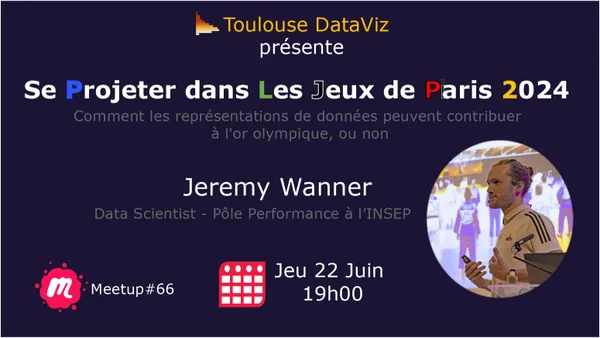 Toulouse DataViz
présente
Se Projeter dans Les Jeux de Paris 2024
Comment les représentations de données peuvent contribuer
à l'or olympique, ou non
Jeremy Wanner
Data Scientist - Pôle Performance à l’INSEP
m
Meetup#66
Jeu 22 Juin
19h00